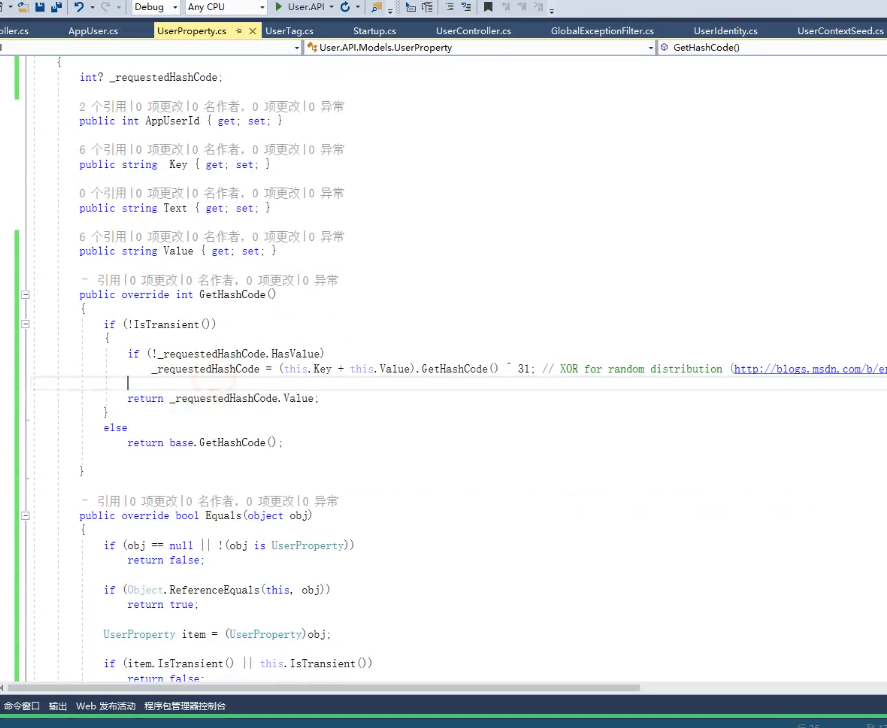 Debug Any CPU User.API
ller.cs AppUser.cs UserProperty.cs UserTag.cs Startup.cs UserController.cs GlobalExceptionFilter.cs UserIdentity.cs UserContextSeed.cs
User.API.Models.UserProperty GetHashCode()
{
int? _requestedHashCode;
2 个引用|0 项更改|0 名作者, 0 项更改|0 异常
public int AppUserId { get; set; }
6 个引用|0 项更改|0 名作者, 0 项更改|0 异常
public string  Key { get; set; }
0 个引用|0 项更改|0 名作者, 0 项更改|0 异常
public string Text { get; set; }
6 个引用|0 项更改|0 名作者, 0 项更改|0 异常
public string Value { get; set; }
- 引用|0 项更改|0 名作者, 0 项更改|0 异常
public override int GetHashCode()
{
if (!IsTransient())
{
if (!_requestedHashCode.HasValue)
_requestedHashCode = (this.Key + this.Value).GetHashCode() ^ 31; // XOR for random distribution (http://blogs.msdn.com/b/er
return _requestedHashCode.Value;
}
else
return base.GetHashCode();
}
- 引用|0 项更改|0 名作者, 0 项更改|0 异常
public override bool Equals(object obj)
{
if (obj == null || !(obj is UserProperty))
return false;
if (Object.ReferenceEquals(this, obj))
return true;
UserProperty item = (UserProperty)obj;
if (item.IsTransient() || this.IsTransient())
return false;
命令窗口 输出 Web 发布活动 程序包管理器控制台